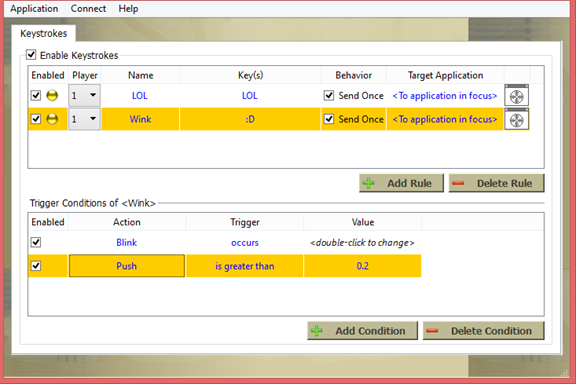 Application Connect Help
Keystrokes
Enable Keystrokes
Enabled Player Name Key(s) Behavior Target Application
1 LOL LOL Send Once <To application in focus>
1 Wink :D Send Once <To application in focus>
Add Rule Delete Rule
Trigger Conditions of <Wink>
Enabled Action Trigger Value
Blink occurs <double-click to change>
Push is greater than 0.2
Add Condition Delete Condition